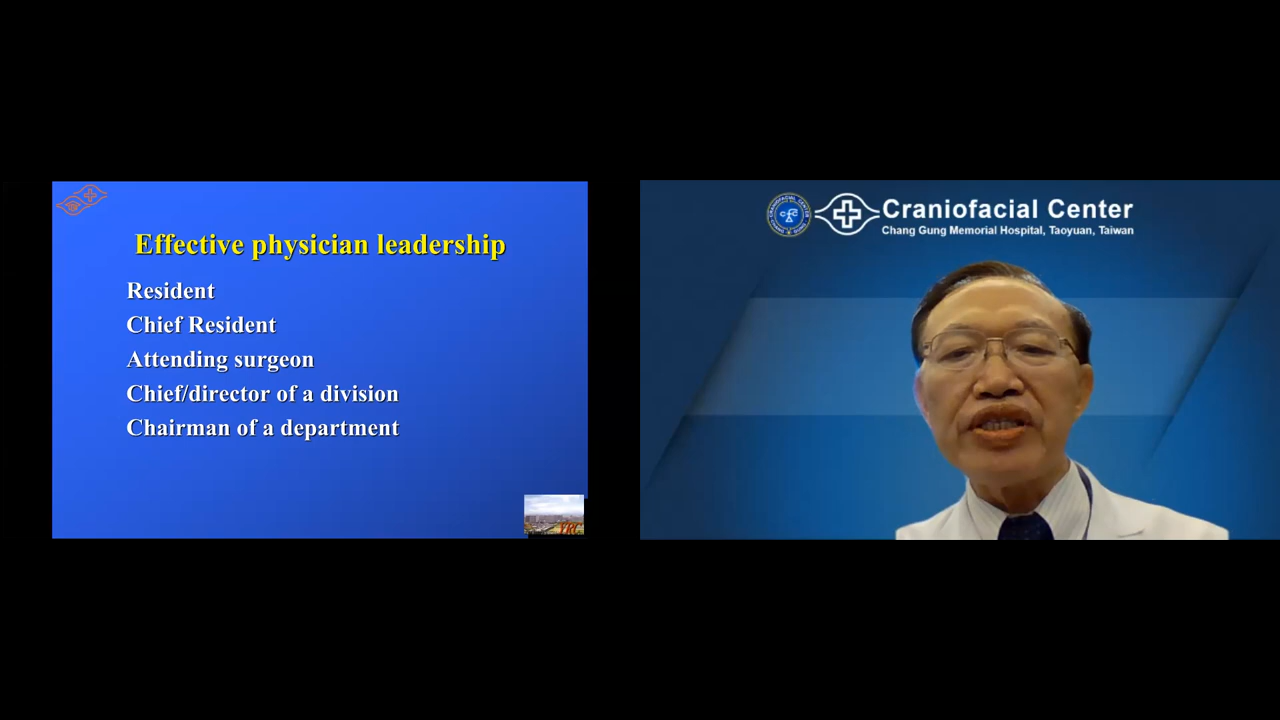 Effective physician leadership
Resident
Chief Resident
Attending surgeon
Chief/director of a division
Chairman of a department
YRC
Craniofacial Center
Chang Gung Memorial Hospital, Taoyuan, Taiwan